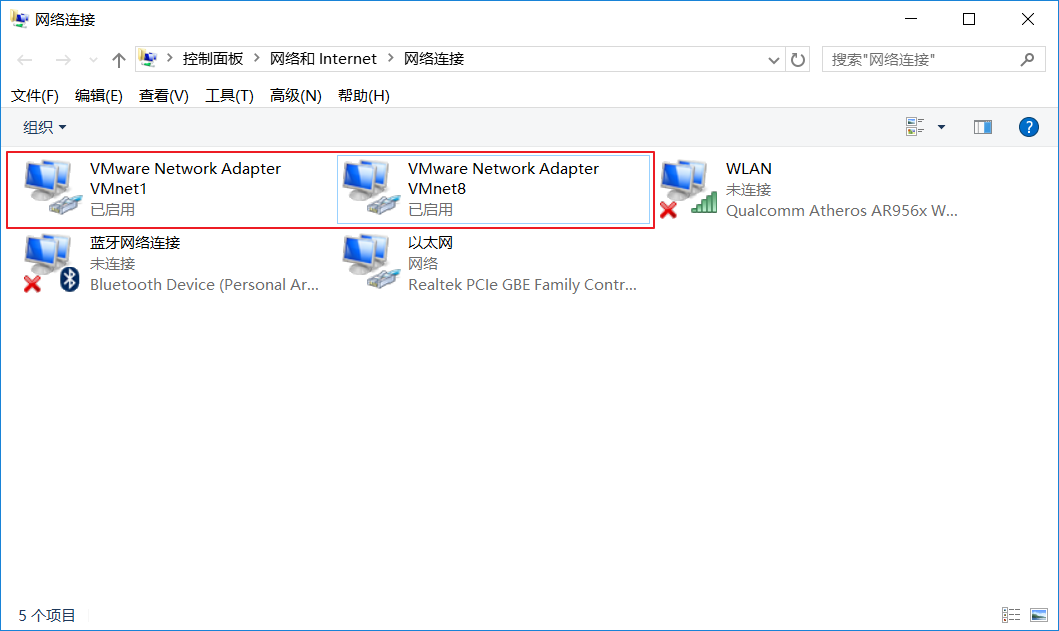 网络连接
控制面板 网络和 Internet 网络连接
搜索"网络连接"
文件(F) 编辑(E) 查看(V) 工具(T) 高级(N) 帮助(H)
组织
?
VMware Network Adapter VMnet1
已启用
VMware Network Adapter VMnet8
已启用
WLAN
未连接
Qualcomm Atheros AR956x W...
蓝牙网络连接
未连接
Bluetooth Device (Personal Ar...
以太网
网络
Realtek PCIe GBE Family Contr...
5 个项目